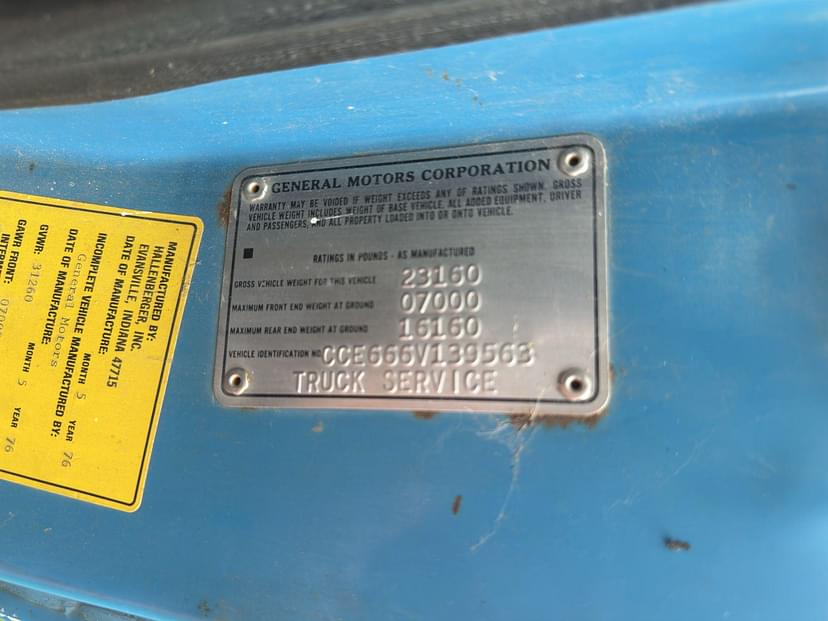 GENERAL MOTORS CORPORATION
WARRANTY MAY BE VOIDED IF WEIGHT EXCEEDS ANY OF RATINGS SHOWN. GROSS
VEHICLE WEIGHT INCLUDES WEIGHT OF BASE VEHICLE, ALL ADDED EQUIPMENT, DRIVER
AND PASSENGERS, AND ALL PROPERTY LOADED INTO OR ONTO VEHICLE.
RATINGS IN POUNDS - AS MANUFACTURED
GROSS VEHICLE WEIGHT FOR THIS VEHICLE 23160
MAXIMUM FRONT END WEIGHT AT GROUND 07000
MAXIMUM REAR END WEIGHT AT GROUND 16160
VEHICLE IDENTIFICATION NO. CCE666V139563
TRUCK SERVICE
MANUFACTURED BY:
HALLENBERGER, INC.
EVANSVILLE, INDIANA 47715
DATE OF MANUFACTURE: MONTH 5 YEAR 76
INCOMPLETE VEHICLE MANUFACTURED BY:
General Motors
DATE OF MANUFACTURE: MONTH 5 YEAR 76
GVWR: 31260
GAWR FRONT: